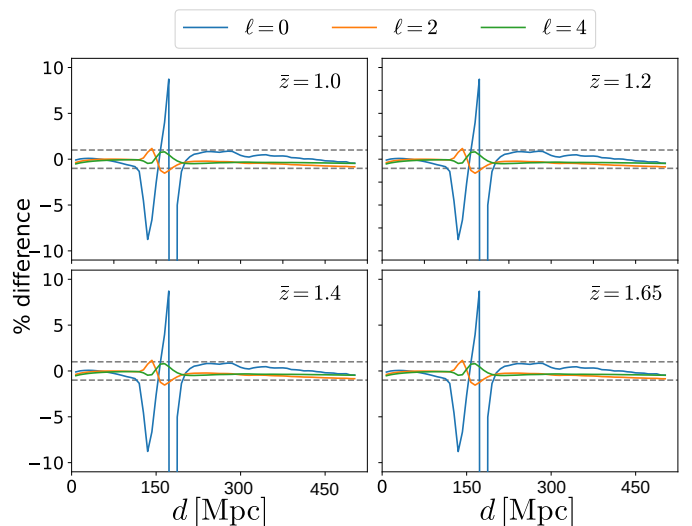 ℓ = 0 ℓ = 2 ℓ = 4
% difference
10
5
0
−5
−10
z̄ = 1.0
z̄ = 1.2
10
5
0
−5
−10
z̄ = 1.4
z̄ = 1.65
0 150 300 450
0 150 300 450
d [Mpc]
d [Mpc]